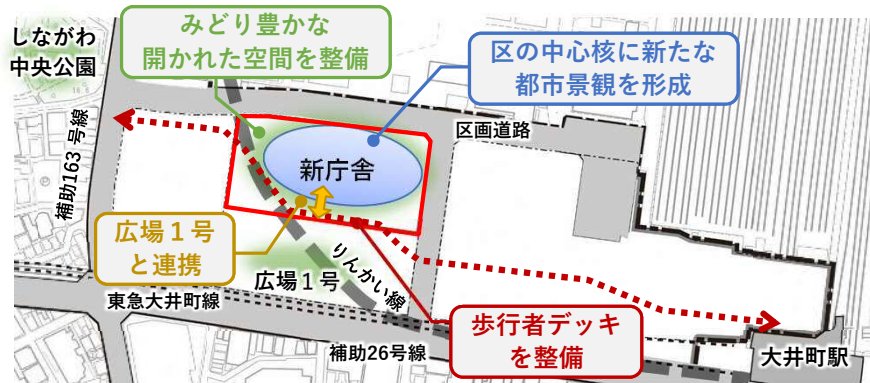 しながわ
中央公園
みどり豊かな
開かれた空間を整備
区の中心核に新たな
都市景観を形成
区画道路
補助163号線
新庁舎
広場１号
と連携
広場１号
りんかい線
東急大井町線
補助26号線
歩行者デッキ
を整備
大井町駅